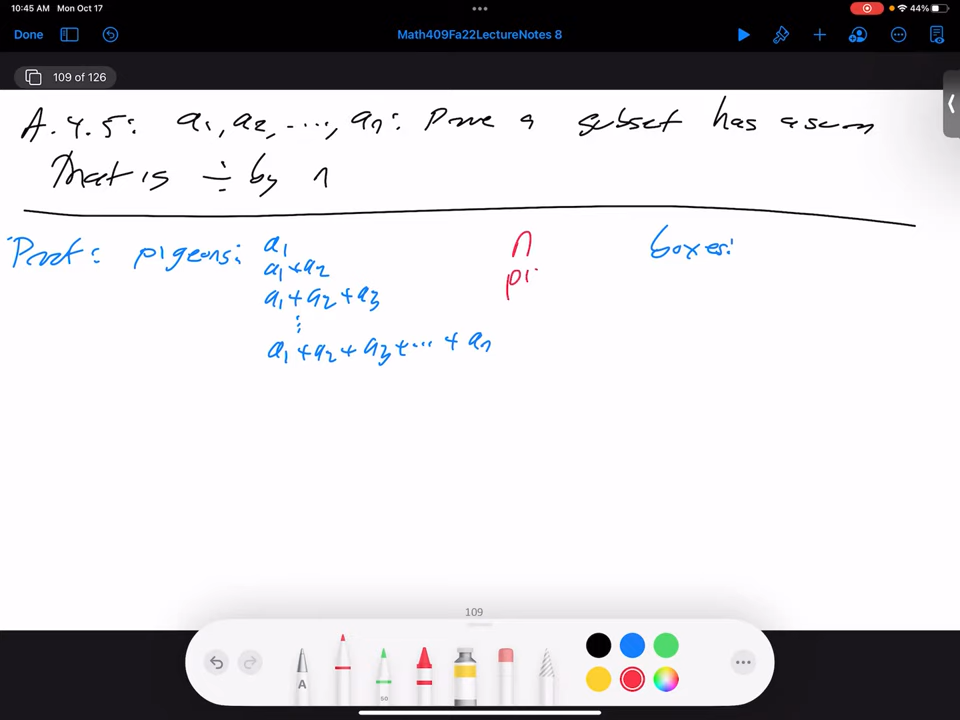 10:45 AM Mon Oct 17
44%
Done
Math409Fa22LectureNotes 8
109 of 126
A.4.5: a1, a2, ..., an: Prove a subset has a sum
that is ÷ by n
Proof: pigeons: a1 n boxes:
a1+a2 pi
a1+a2+a3
⋮
a1+a2+a3+...+an
109
A
50